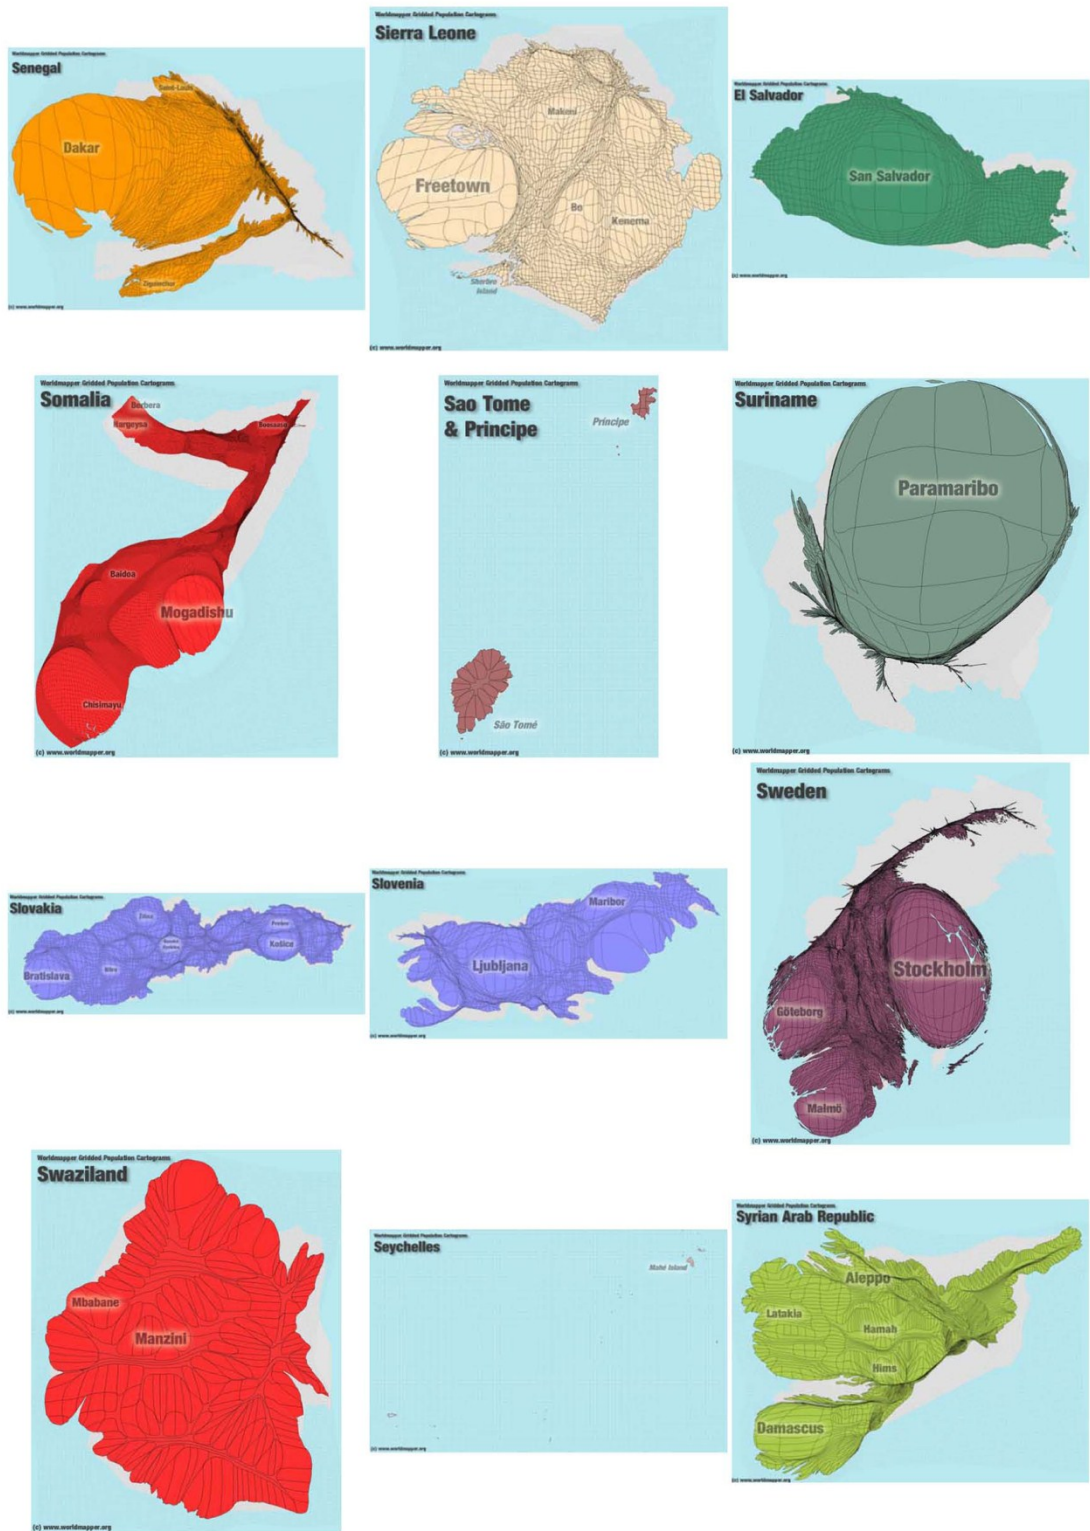 Worldmapper Gridded Population Cartograms
Senegal
Saint-Louis
Dakar
Ziguinchor
(c) www.worldmapper.org
Worldmapper Gridded Population Cartograms
Sierra Leone
Makeni
Freetown
Bo
Kenema
Sherbro
Island
(c) www.worldmapper.org
Worldmapper Gridded Population Cartograms
El Salvador
San Salvador
(c) www.worldmapper.org
Worldmapper Gridded Population Cartograms
Somalia
Berbera
Hargeysa
Baidoa
Mogadishu
Chisimayu
(c) www.worldmapper.org
Worldmapper Gridded Population Cartograms
Sao Tome
& Principe
Príncipe
São Tomé
(c) www.worldmapper.org
Worldmapper Gridded Population Cartograms
Suriname
Paramaribo
(c) www.worldmapper.org
Worldmapper Gridded Population Cartograms
Slovakia
Žilina
Prešov
Košice
Nitra
Bratislava
(c) www.worldmapper.org
Worldmapper Gridded Population Cartograms
Slovenia
Maribor
Ljubljana
(c) www.worldmapper.org
Worldmapper Gridded Population Cartograms
Sweden
Stockholm
Göteborg
Malmö
(c) www.worldmapper.org
Worldmapper Gridded Population Cartograms
Swaziland
Mbabane
Manzini
(c) www.worldmapper.org
Worldmapper Gridded Population Cartograms
Seychelles
Mahé Island
(c) www.worldmapper.org
Worldmapper Gridded Population Cartograms
Syrian Arab Republic
Aleppo
Latakia
Hamah
Hims
Damascus
(c) www.worldmapper.org